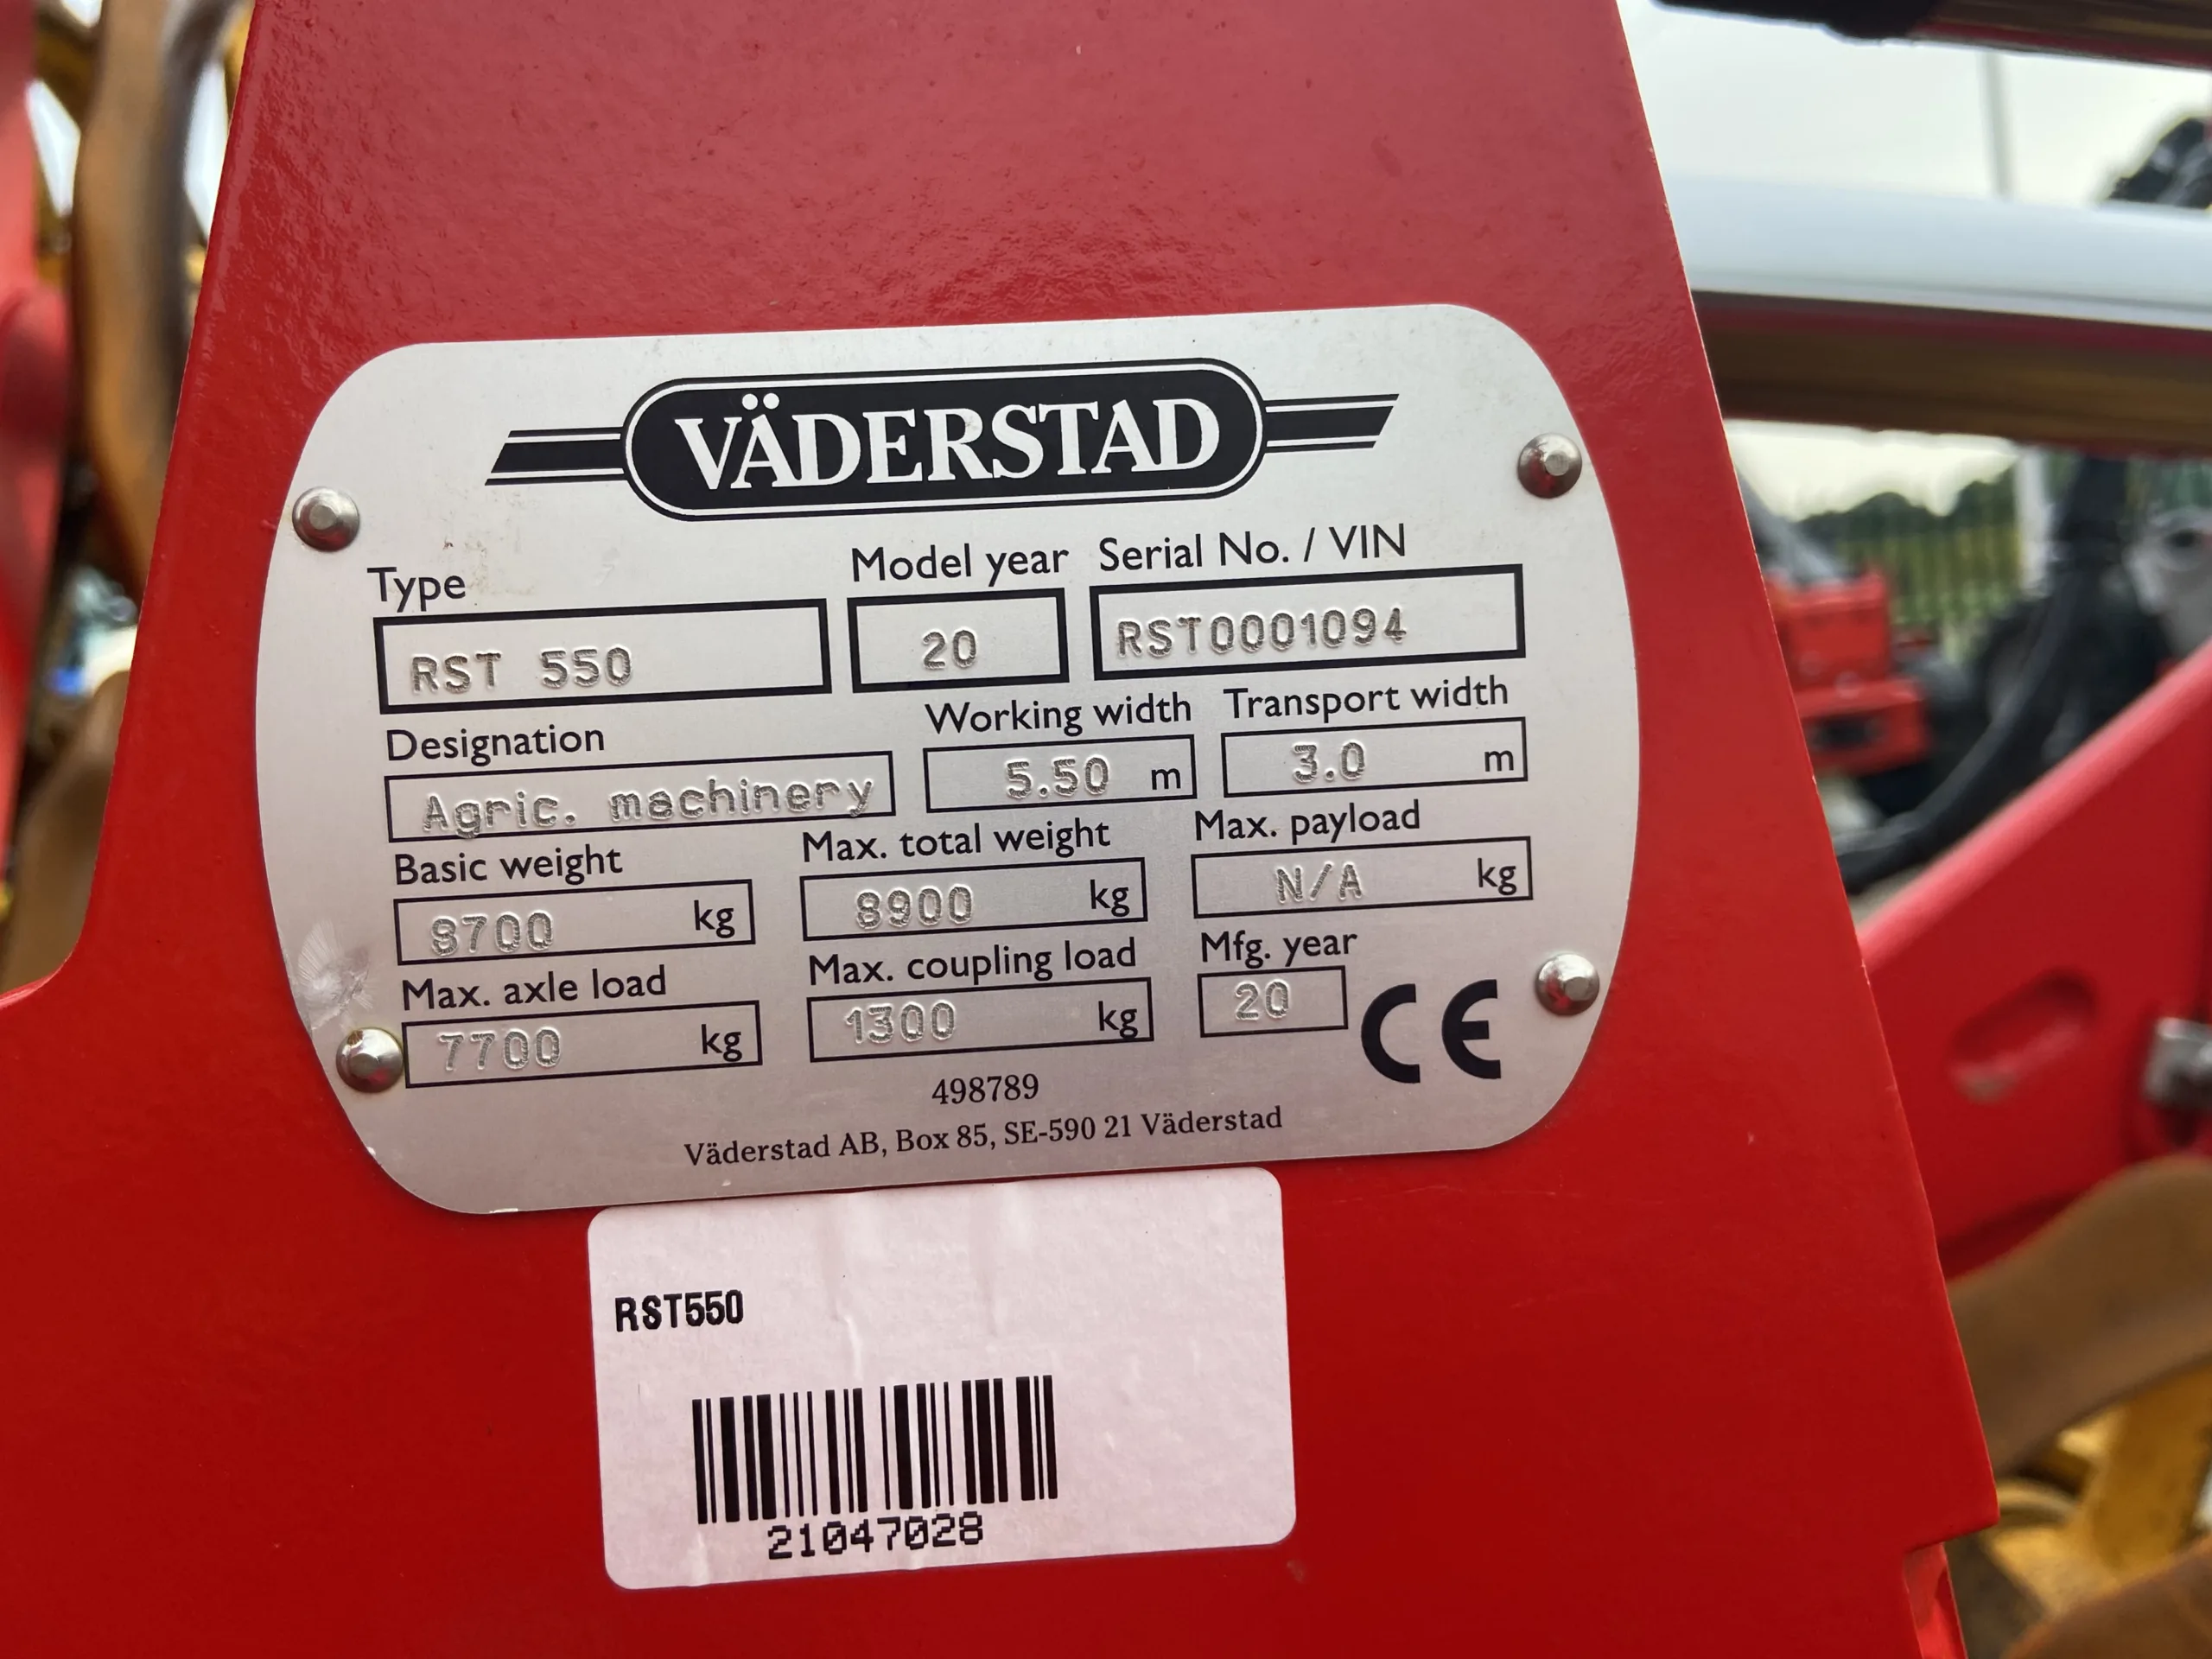 VÄDERSTAD
Type Model year Serial No. / VIN
RST 550 20 RST0001094
Designation Working width Transport width
Agric. machinery 5.50 m 3.0 m
Basic weight Max. total weight Max. payload
8700 kg 8900 kg N/A kg
Max. axle load Max. coupling load Mfg. year
7700 kg 1300 kg 20 CE
498789
Väderstad AB, Box 85, SE-590 21 Väderstad
RST550
21047028